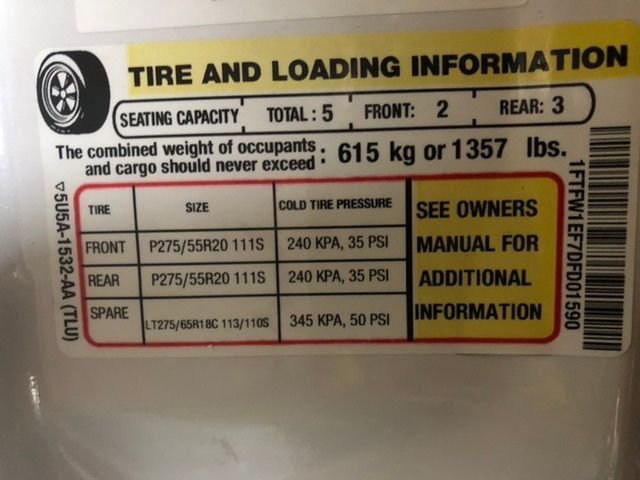 TIRE AND LOADING INFORMATION
SEATING CAPACITY TOTAL : 5 FRONT: 2 REAR: 3
The combined weight of occupants and cargo should never exceed : 615 kg or 1357 lbs.
TIRE SIZE COLD TIRE PRESSURE
FRONT P275/55R20 111S 240 KPA, 35 PSI
REAR P275/55R20 111S 240 KPA, 35 PSI
SPARE LT275/65R18C 113/110S 345 KPA, 50 PSI
SEE OWNERS
MANUAL FOR
ADDITIONAL
INFORMATION
5U5A-1532-AA (TLU)
1FTFW1EF7DFD01590